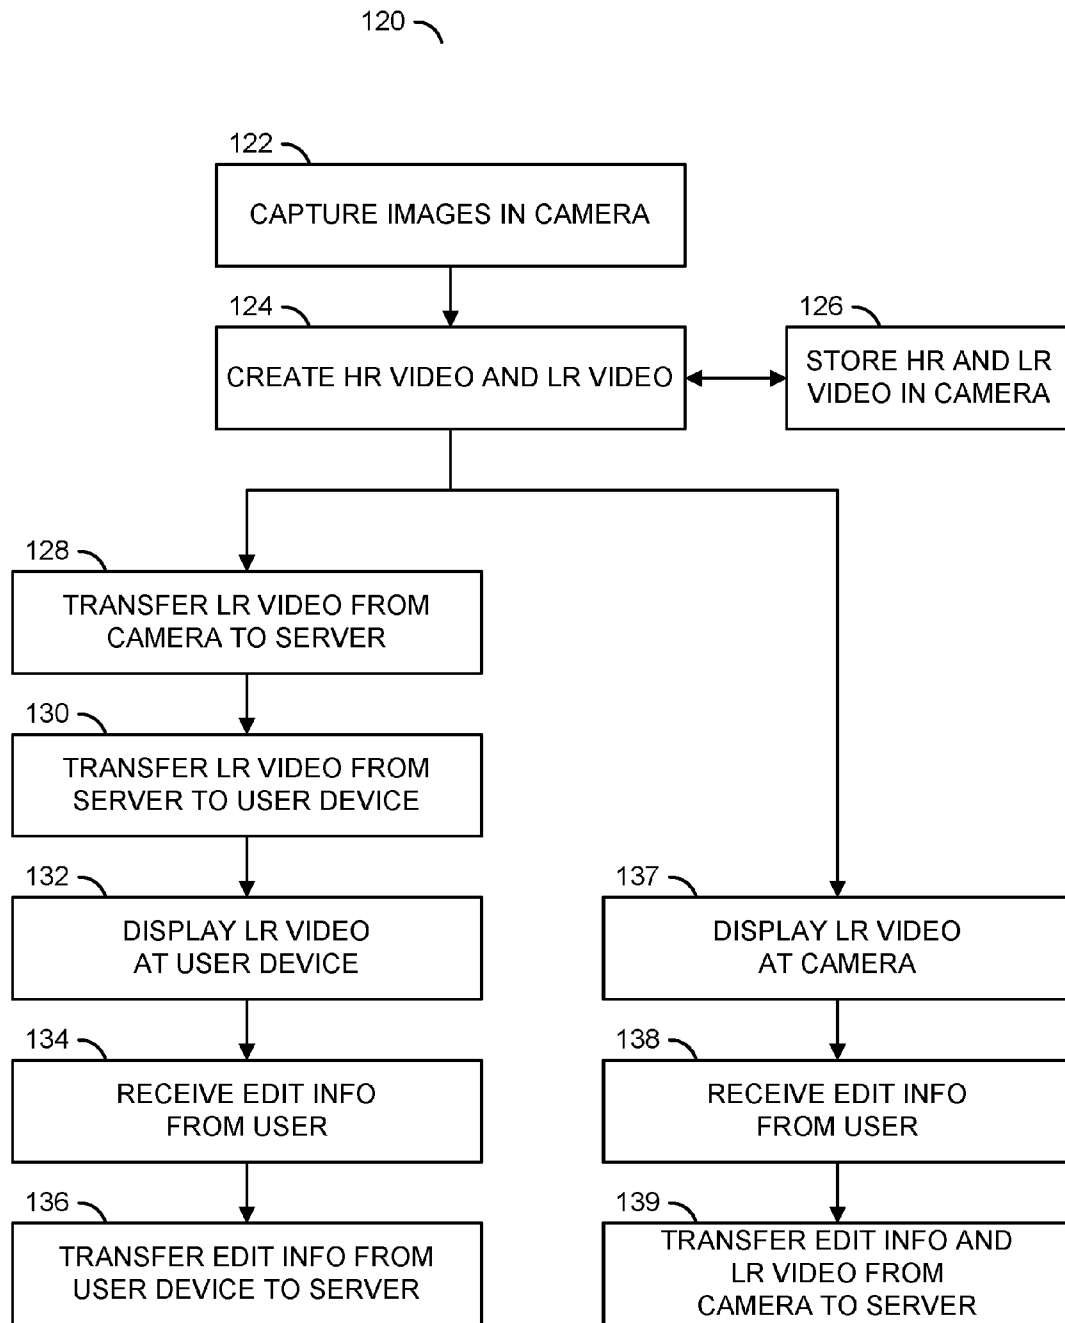 120
122
CAPTURE IMAGES IN CAMERA
124
CREATE HR VIDEO AND LR VIDEO
126
STORE HR AND LR
VIDEO IN CAMERA
128
TRANSFER LR VIDEO FROM
CAMERA TO SERVER
130
TRANSFER LR VIDEO FROM
SERVER TO USER DEVICE
132
DISPLAY LR VIDEO
AT USER DEVICE
134
RECEIVE EDIT INFO
FROM USER
136
TRANSFER EDIT INFO FROM
USER DEVICE TO SERVER
137
DISPLAY LR VIDEO
AT CAMERA
138
RECEIVE EDIT INFO
FROM USER
139
TRANSFER EDIT INFO AND
LR VIDEO FROM
CAMERA TO SERVER